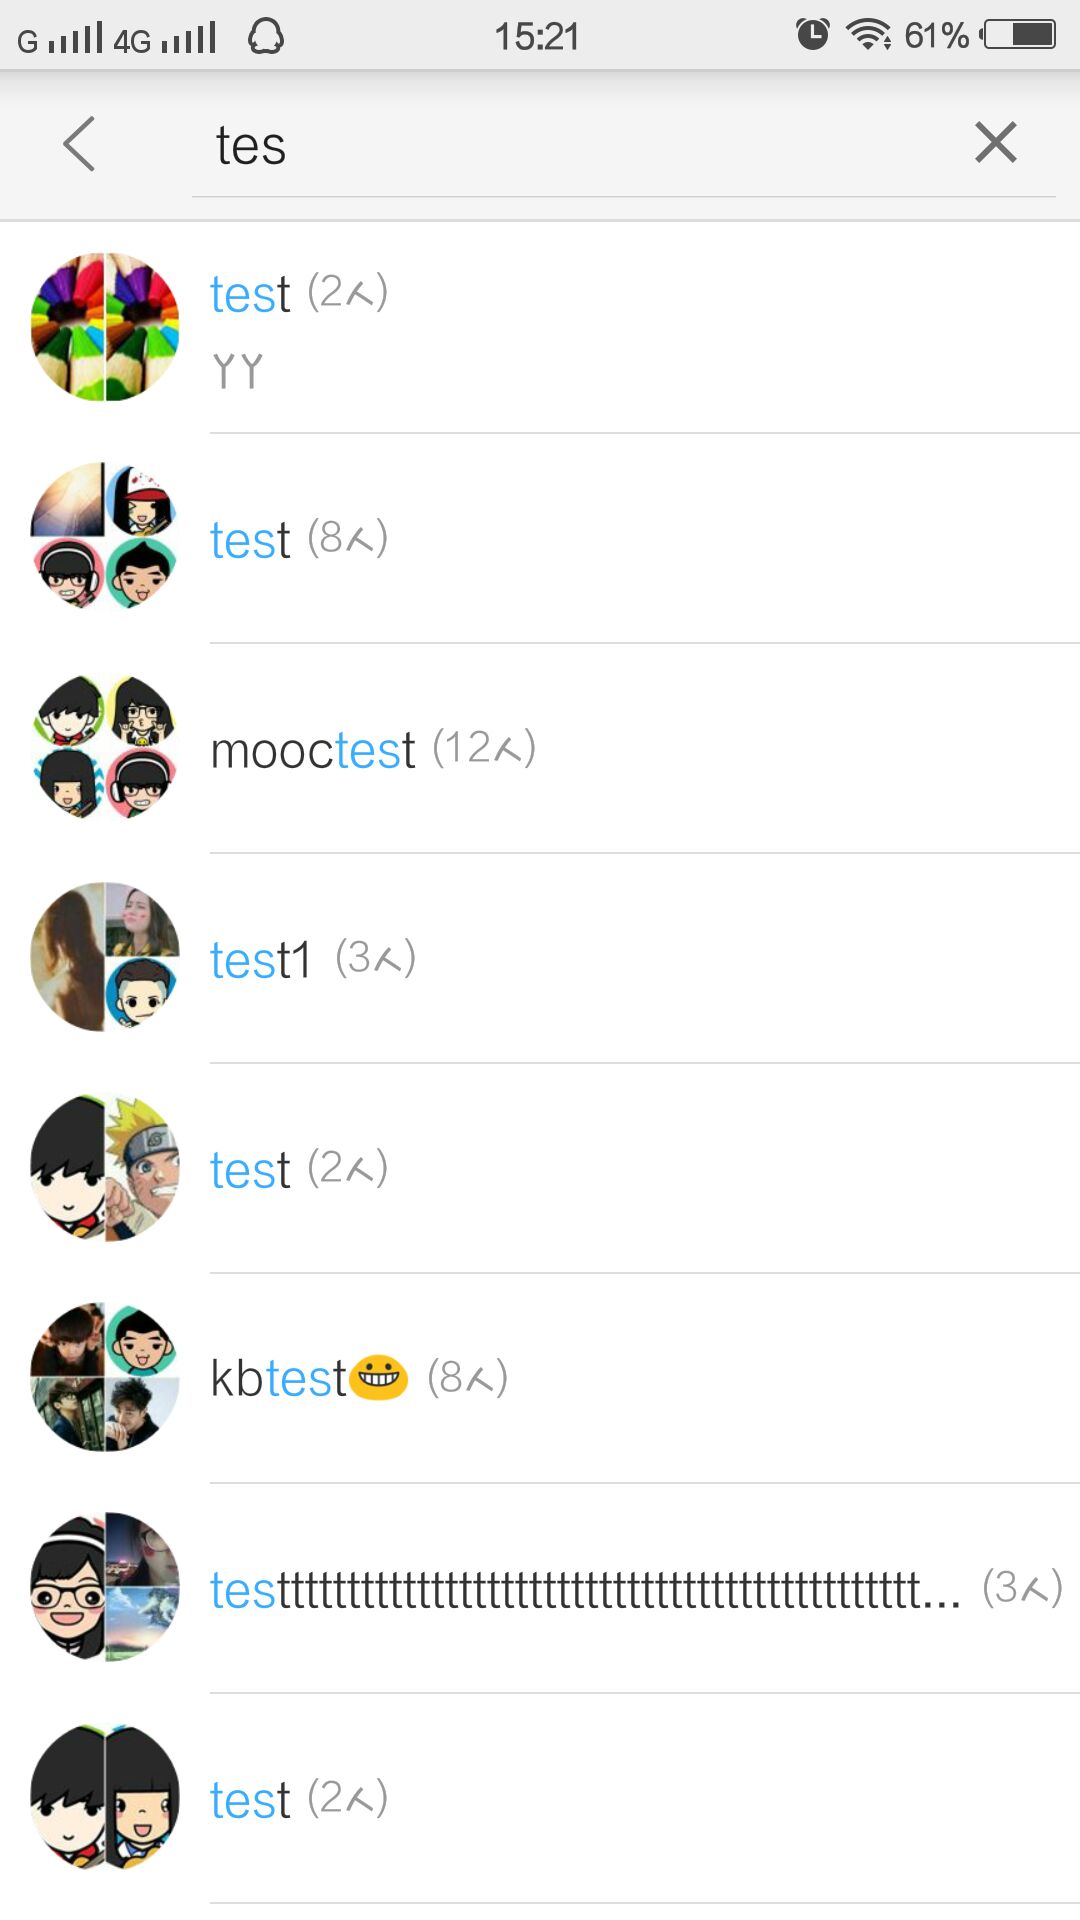 G 4G 15:21 61%
tes
test (2人)
YY
test (8人)
mooctest (12人)
test1 (3人)
test (2人)
kbtest😀 (8人)
testttttttttttttttttttttttttttttttttttttttttttttttt... (3人)
test (2人)